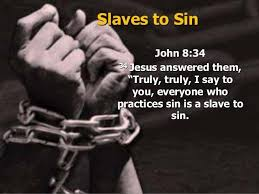 Slaves to Sin
John 8:34
34 Jesus answered them,
"Truly, truly, I say to
you, everyone who
practices sin is a slave to
sin.